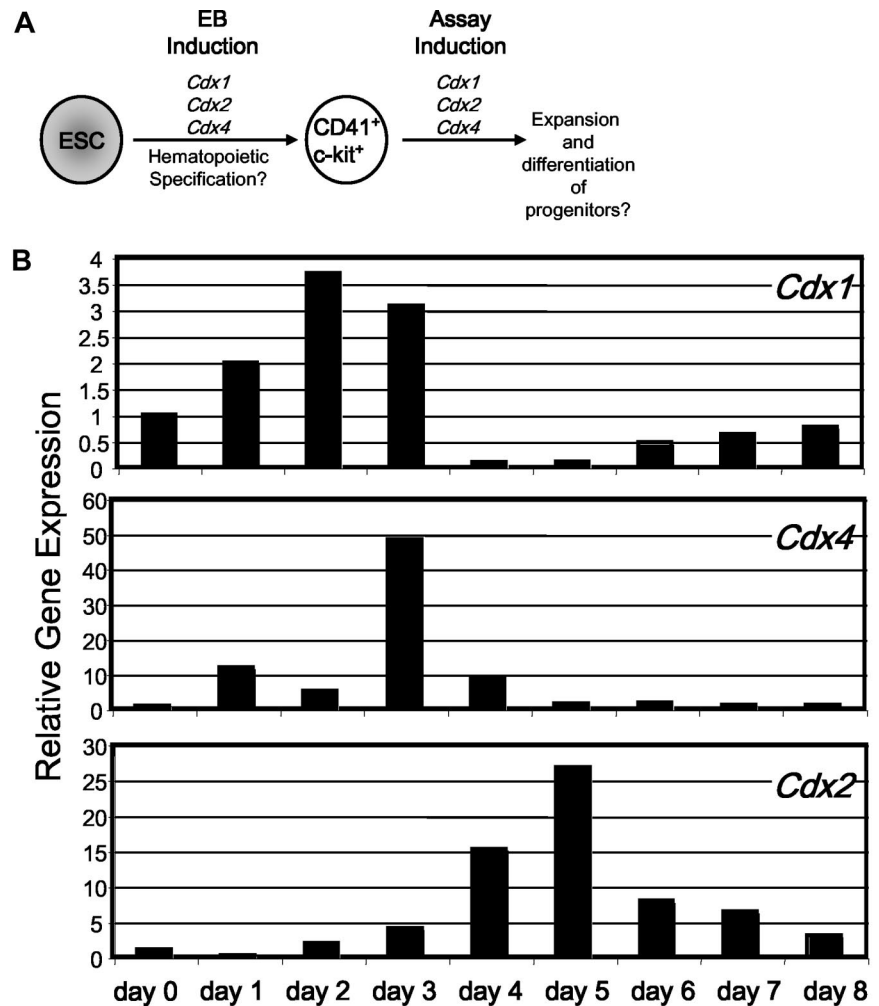 A
EB
Induction
Cdx1
Cdx2
Cdx4
ESC
Hematopoietic
Specification?
CD41+
c-kit+
Assay
Induction
Cdx1
Cdx2
Cdx4
Expansion
and
differentiation
of
progenitors?
B
Relative Gene Expression
Cdx1
4
3.5
3
2.5
2
1.5
1
0.5
0
Cdx4
60
50
40
30
20
10
0
Cdx2
30
25
20
15
10
5
0
day 0 day 1 day 2 day 3 day 4 day 5 day 6 day 7 day 8